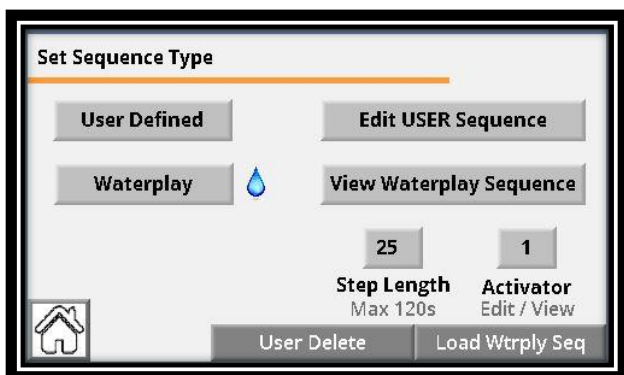 Set Sequence Type
User Defined
Edit USER Sequence
Waterplay
View Waterplay Sequence
25
1
Step Length
Activator
Max 120s
Edit / View
User Delete
Load Wtrply Seq